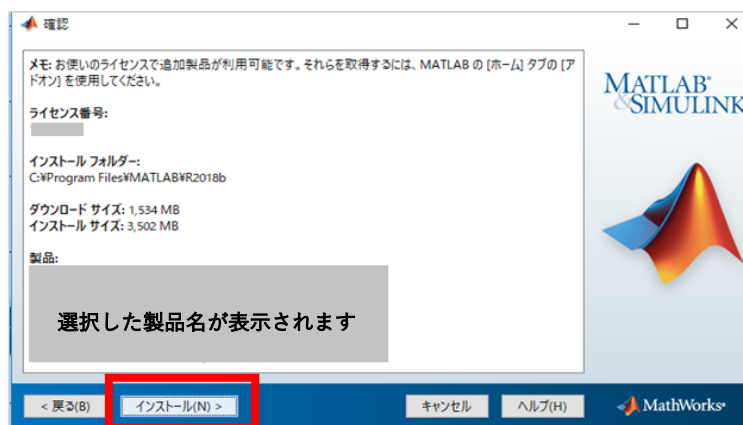 確認
メモ: お使いのライセンスで追加製品が利用可能です。それらを取得するには、MATLAB の [ホーム] タブの [ア
ドオン] を使用してください。
ライセンス番号:
インストール フォルダー:
C:¥Program Files¥MATLAB¥R2018b
ダウンロード サイズ: 1,534 MB
インストール サイズ: 3,502 MB
製品:
選択した製品名が表示されます
MATLAB®
&SIMULINK
< 戻る(B)
インストール(N) >
キャンセル
ヘルプ(H)
MathWorks®